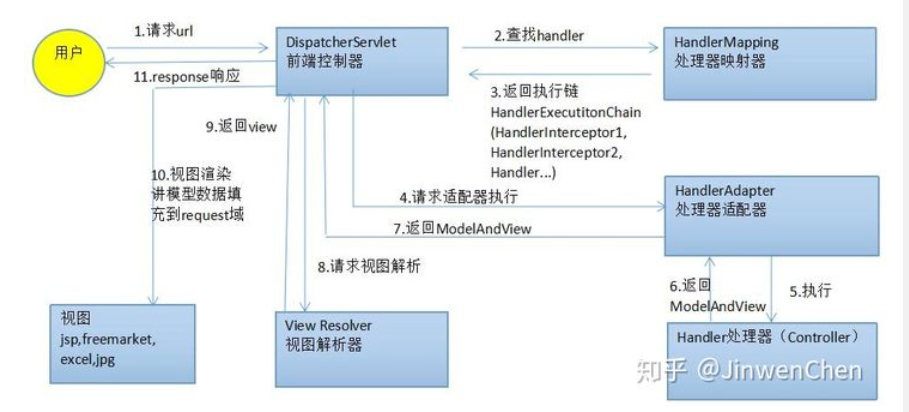 1.请求url
用户
11.response响应
DispatcherServlet
前端控制器
2.查找handler
HandlerMapping
处理器映射器
3.返回执行链
HandlerExecutitonChain
(HandlerInterceptor1,
HandlerInterceptor2,
Handler...)
9.返回view
10.视图渲染
讲模型数据填
充到request域
4.请求适配器执行
HandlerAdapter
处理器适配器
7.返回ModelAndView
8.请求视图解析
6.返回
ModelAndView
5.执行
视图
jsp,freemarket,
excel,jpg
View Resolver
视图解析器
Handler处理器（Controller）
知乎 @JinwenChen